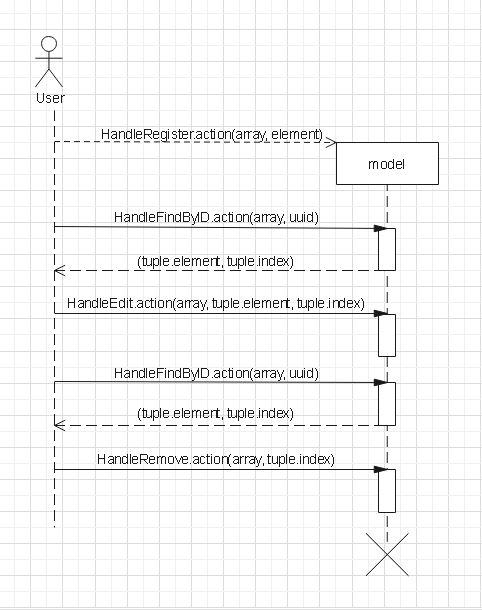 User
HandleRegister.action(array, element)
model
HandleFindByID.action(array, uuid)
(tuple.element, tuple.index)
HandleEdit.action(array, tuple.element, tuple.index)
HandleFindByID.action(array, uuid)
(tuple.element, tuple.index)
HandleRemove.action(array, tuple.index)